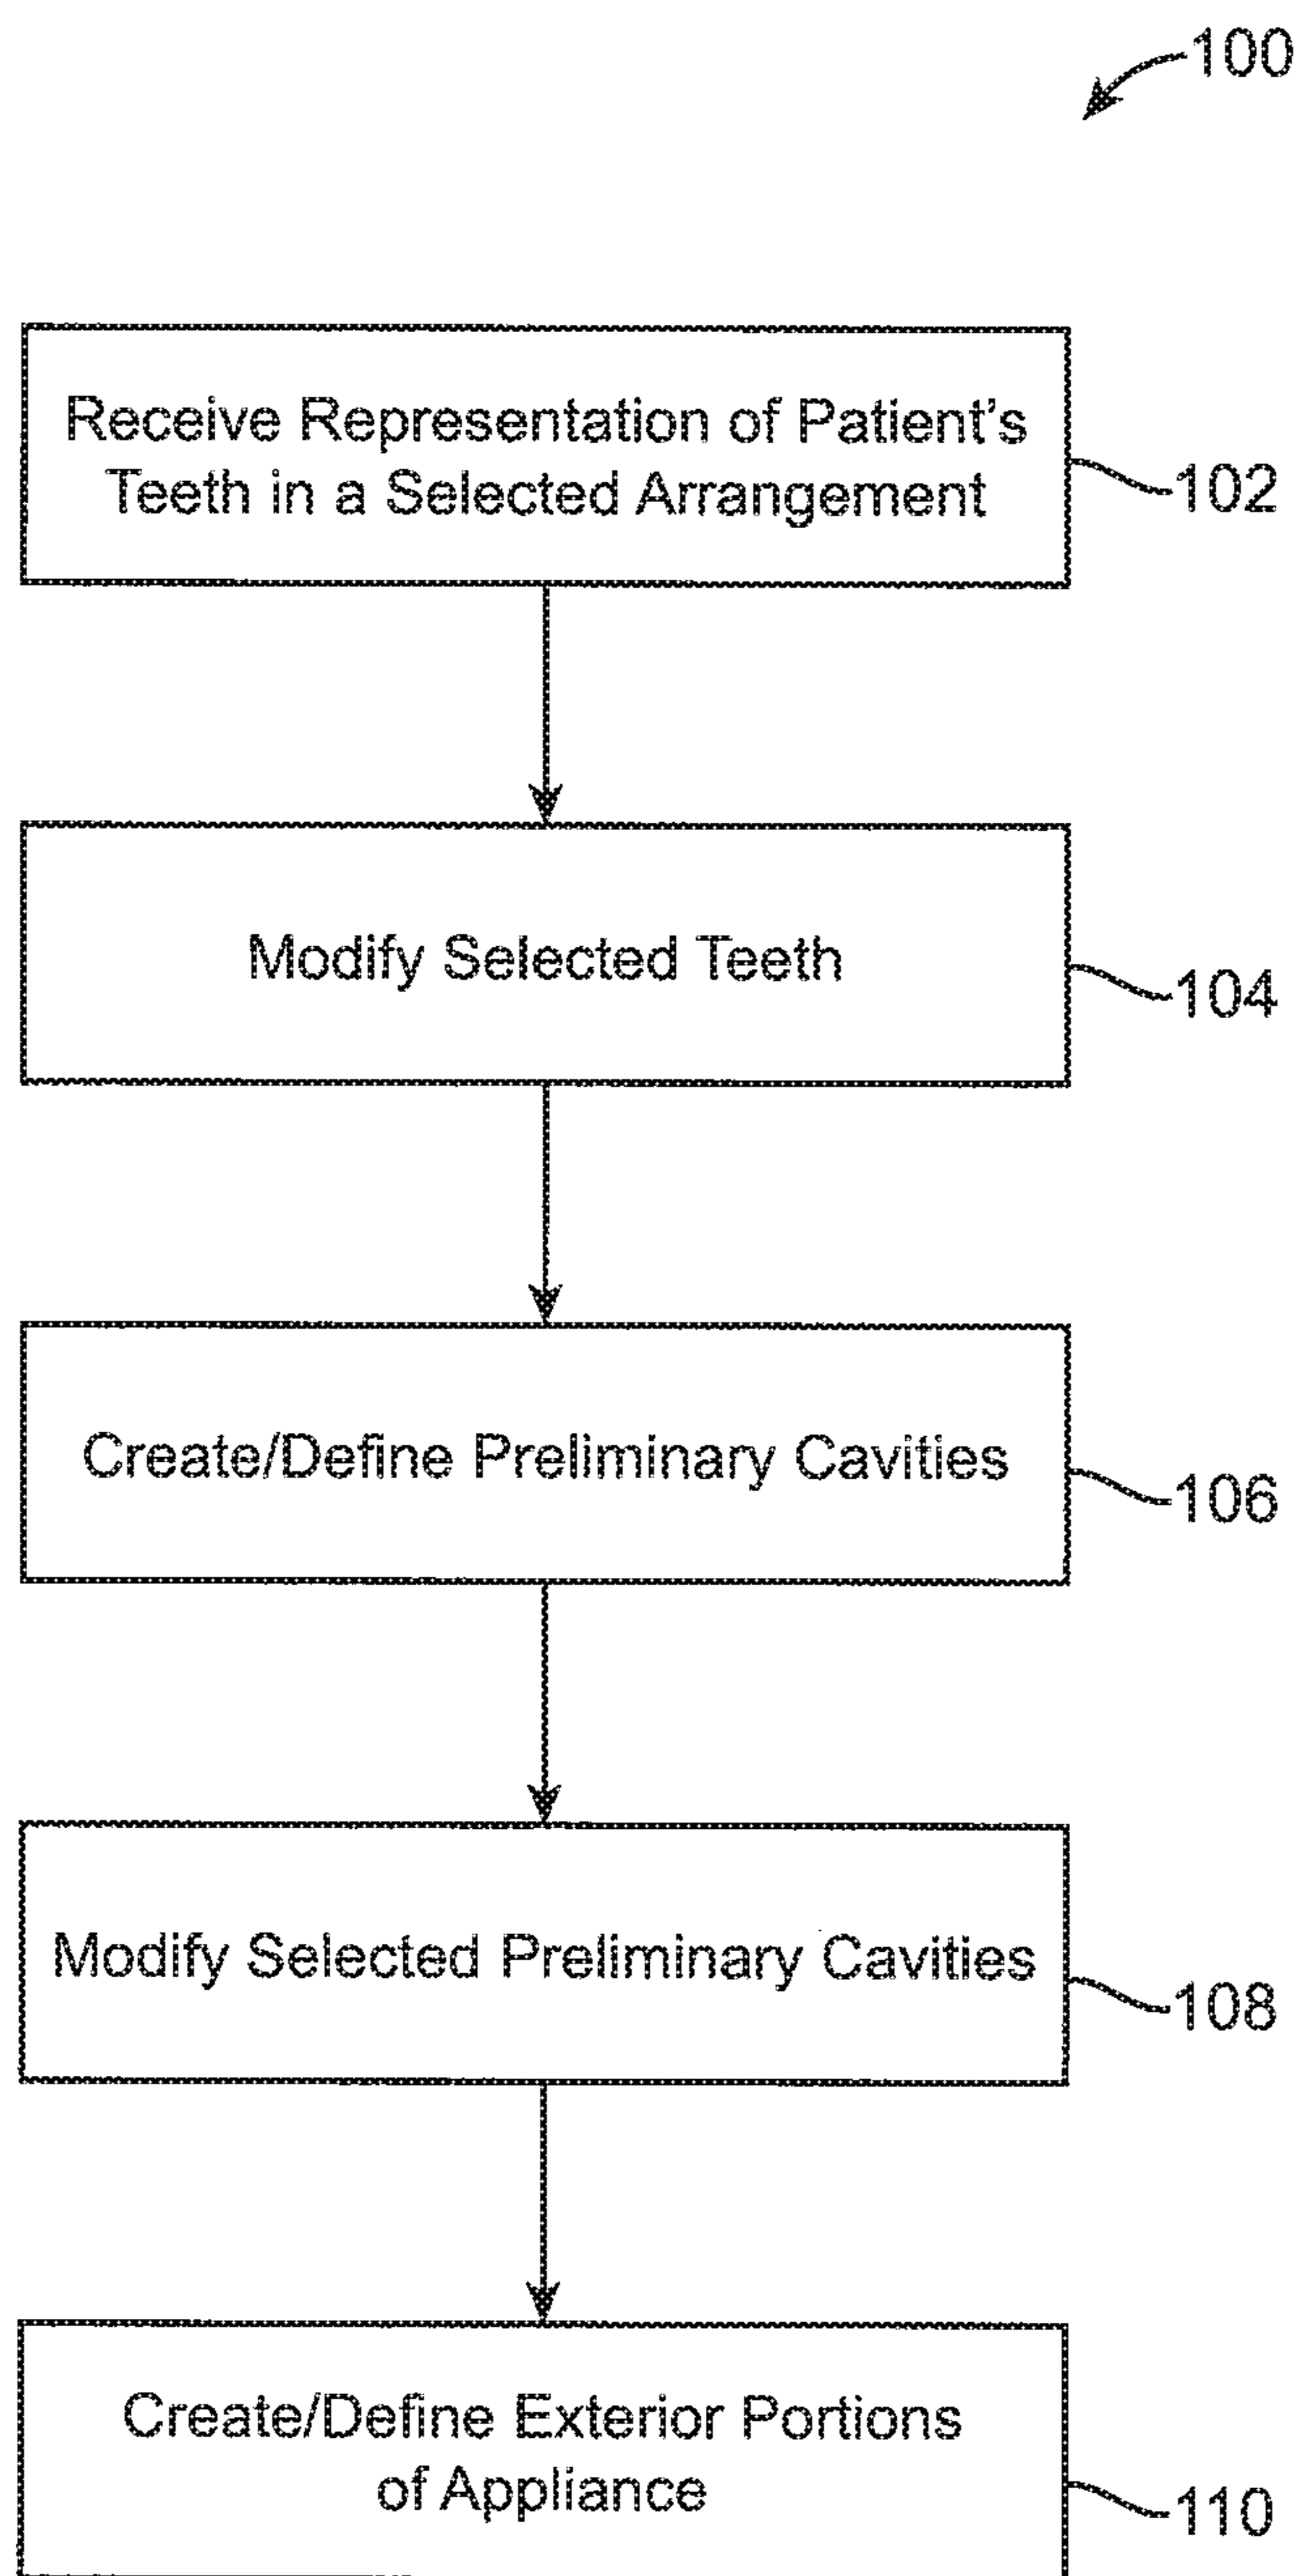 100
Receive Representation of Patient's
Teeth in a Selected Arrangement
102
Modify Selected Teeth
104
Create/Define Preliminary Cavities
106
Modify Selected Preliminary Cavities
108
Create/Define Exterior Portions
of Appliance
110